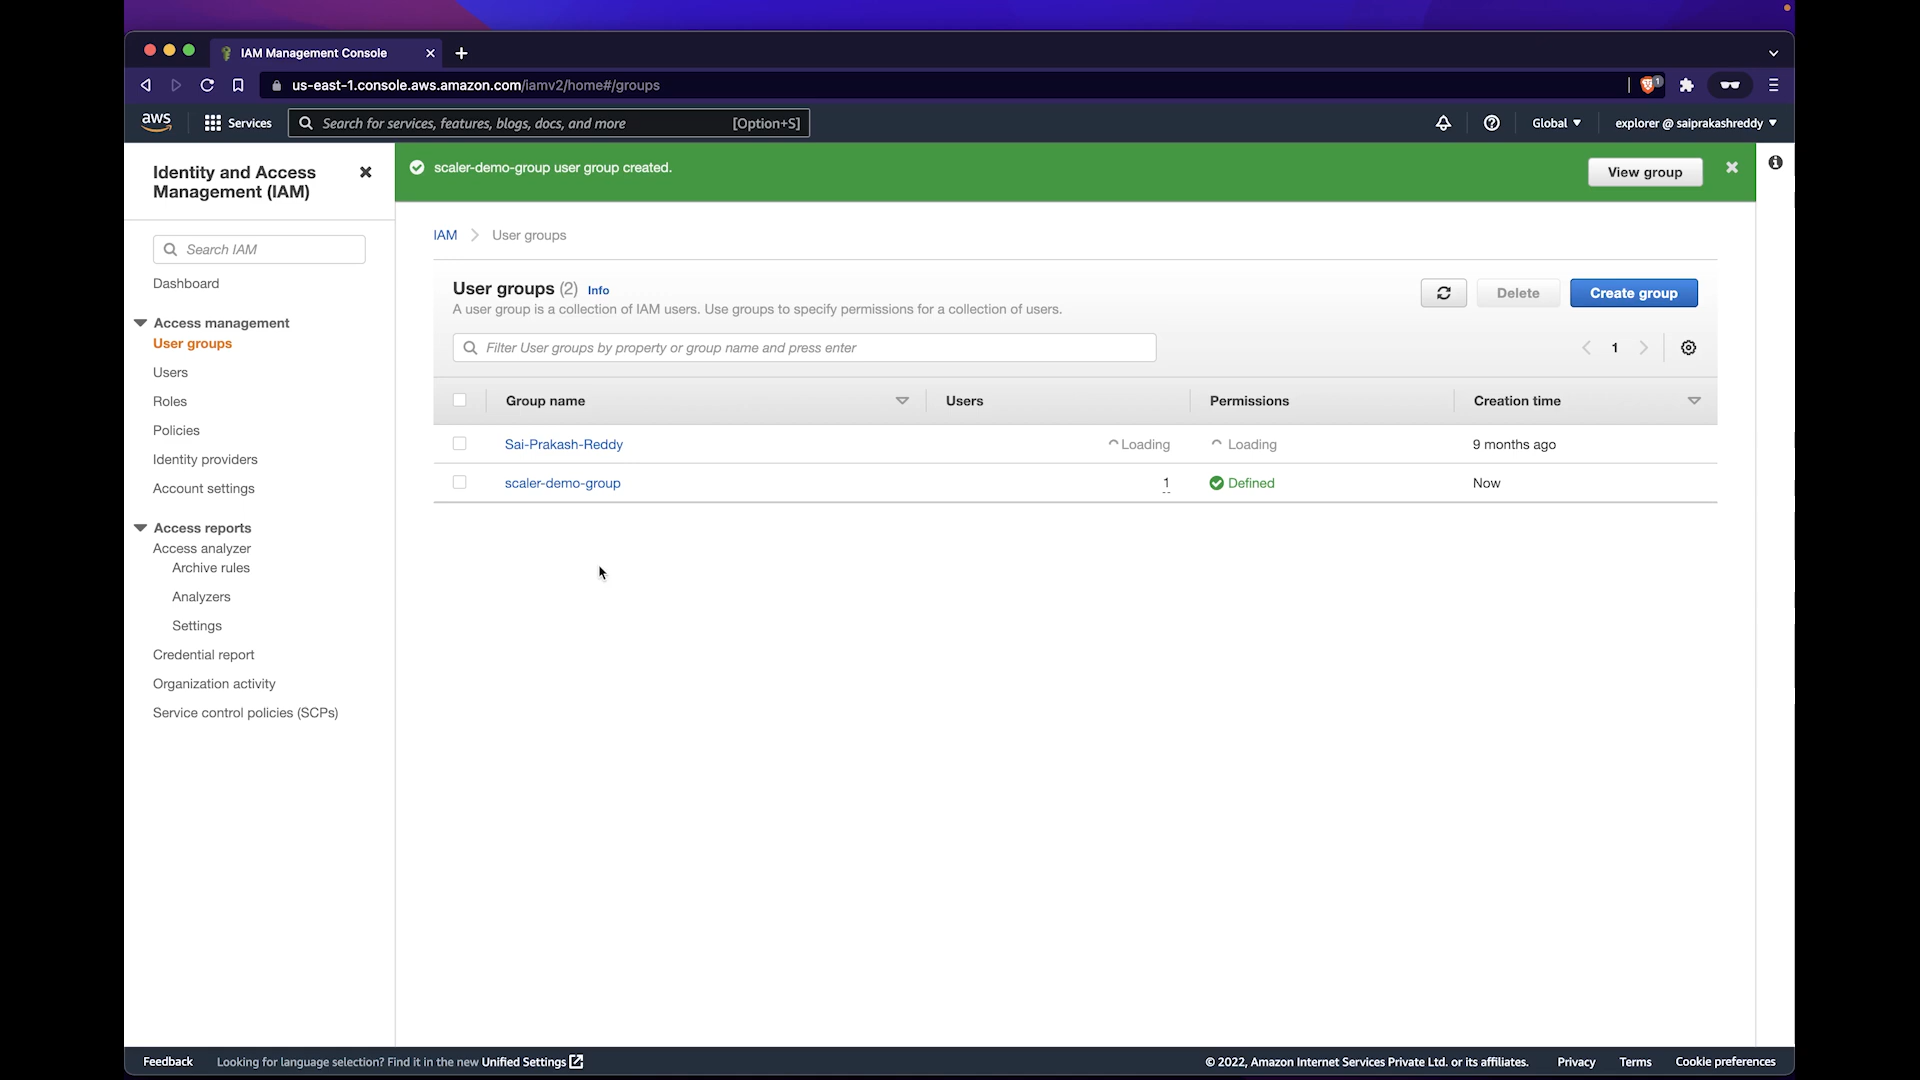 IAM Management Console
us-east-1.console.aws.amazon.com/iamv2/home#/groups
1
aws
Services
Search for services, features, blogs, docs, and more
[Option+S]
Global
explorer @ saiprakashreddy
Identity and Access
Management (IAM)
Search IAM
Dashboard
Access management
User groups
Users
Roles
Policies
Identity providers
Account settings
Access reports
Access analyzer
Archive rules
Analyzers
Settings
Credential report
Organization activity
Service control policies (SCPs)
scaler-demo-group user group created.
View group
IAM
User groups
User groups (2) Info
A user group is a collection of IAM users. Use groups to specify permissions for a collection of users.
Delete
Create group
Filter User groups by property or group name and press enter
1
Group name
Users
Permissions
Creation time
Sai-Prakash-Reddy
Loading
Loading
9 months ago
scaler-demo-group
1
Defined
Now
Feedback
Looking for language selection? Find it in the new Unified Settings
© 2022, Amazon Internet Services Private Ltd. or its affiliates.
Privacy
Terms
Cookie preferences